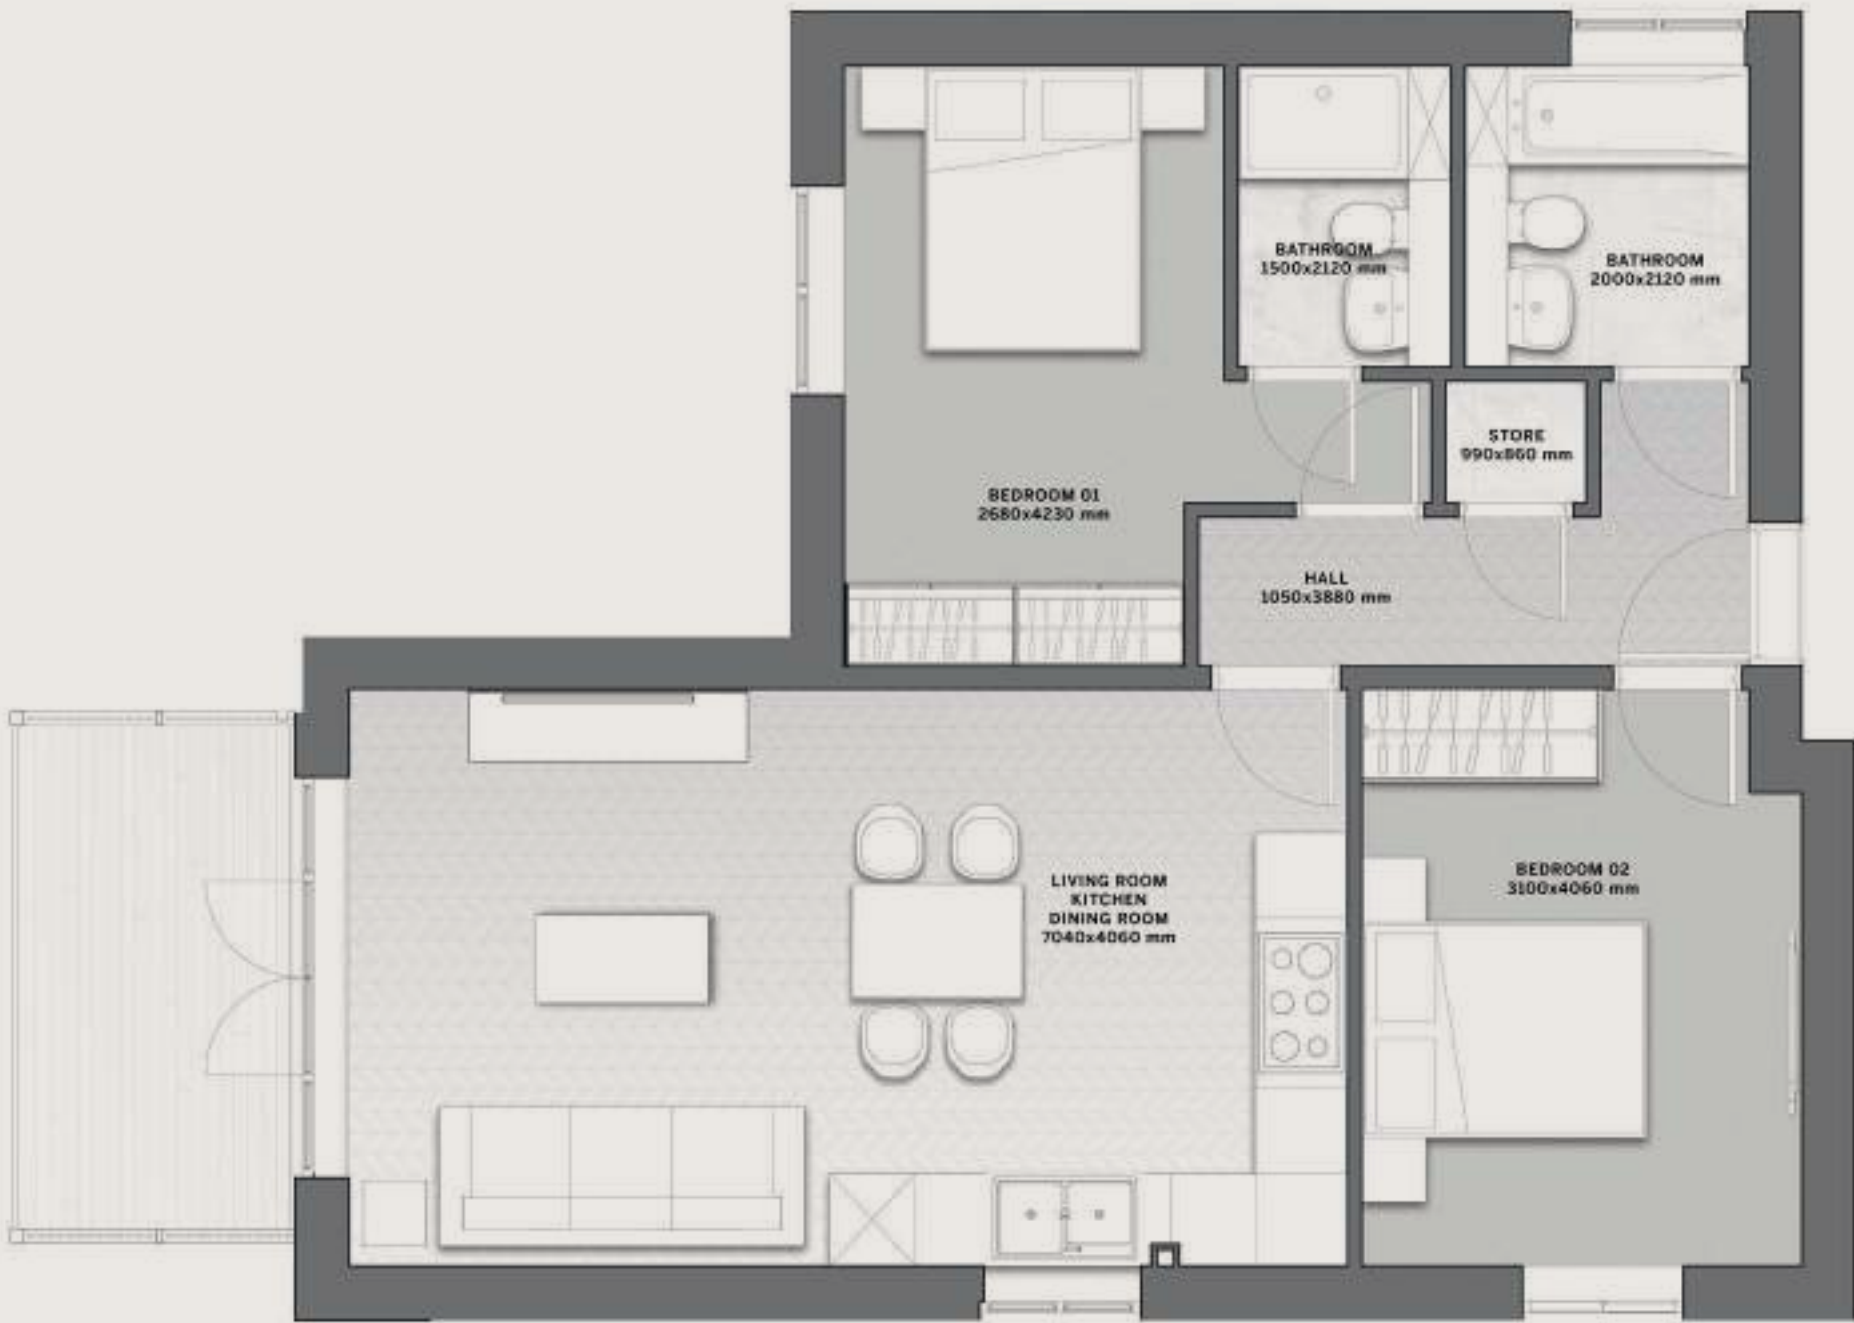 BATHROOM
1500x2120 mm
BATHROOM
2000x2120 mm
STORE
990x860 mm
BEDROOM 01
2680x4230 mm
HALL
1050x3880 mm
LIVING ROOM
KITCHEN
DINING ROOM
7040x4060 mm
BEDROOM 02
3100x4060 mm